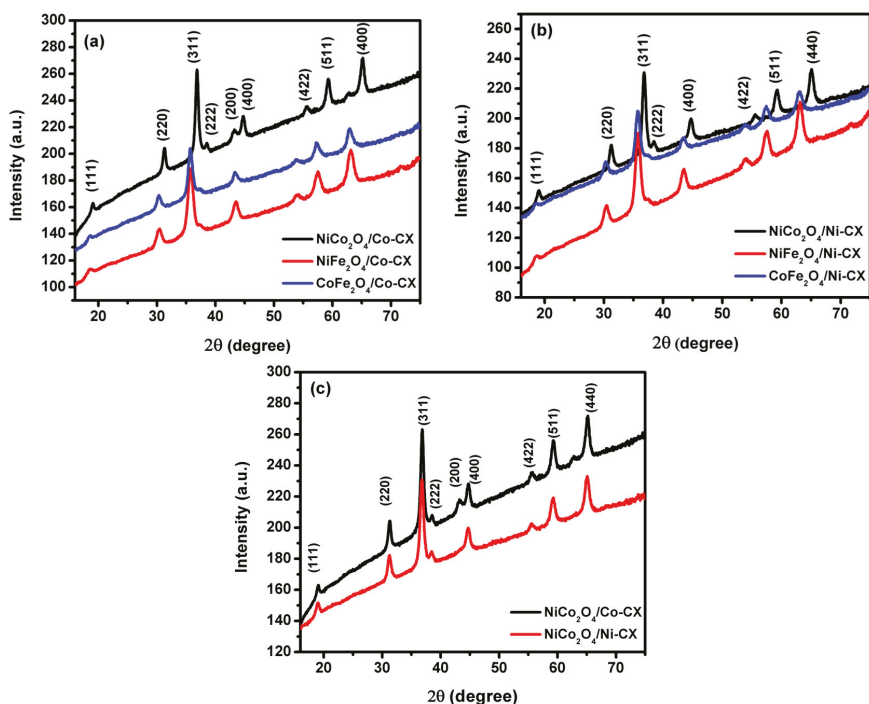 (a)
Intensity (a.u.)
300
280
260
240
220
200
180
160
140
120
100
(111)
(220)
(311)
(222)
(200)
(400)
(422)
(511)
(400)
NiCo₂O₄/Co-CX
NiFe₂O₄/Co-CX
CoFe₂O₄/Co-CX
20 30 40 50 60 70
2θ (degree)
(b)
Intensity (a.u.)
260
240
220
200
180
160
140
120
100
80
(111)
(220)
(311)
(222)
(400)
(422)
(511)
(440)
NiCo₂O₄/Ni-CX
NiFe₂O₄/Ni-CX
CoFe₂O₄/Ni-CX
20 30 40 50 60 70
2θ (degree)
(c)
Intensity (a.u.)
300
280
260
240
220
200
180
160
140
120
(111)
(220)
(311)
(222)
(200)
(400)
(422)
(511)
(440)
NiCo₂O₄/Co-CX
NiCo₂O₄/Ni-CX
20 30 40 50 60 70
2θ (degree)